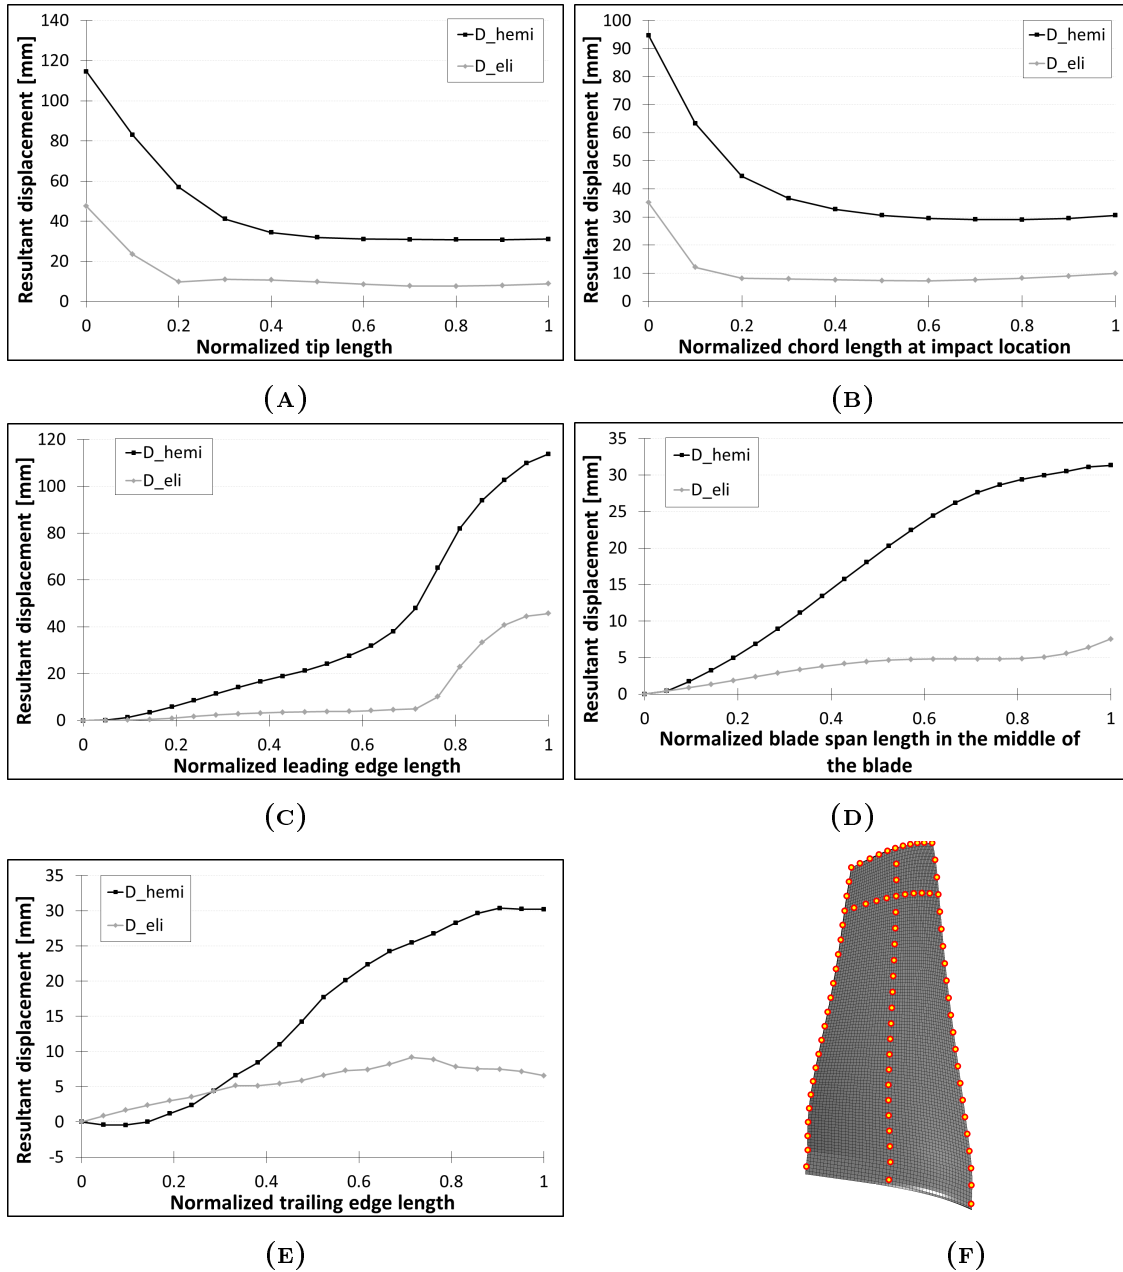 Resultant displacement [mm]
140
120
100
80
60
40
20
0
D_hemi
D_eli
0 0.2 0.4 0.6 0.8 1
Normalized tip length
(A)
Resultant displacement [mm]
100
90
80
70
60
50
40
30
20
10
0
D_hemi
D_eli
0 0.2 0.4 0.6 0.8 1
Normalized chord length at impact location
(B)
Resultant displacement [mm]
120
100
80
60
40
20
0
D_hemi
D_eli
0 0.2 0.4 0.6 0.8 1
Normalized leading edge length
(C)
Resultant displacement [mm]
35
30
25
20
15
10
5
0
D_hemi
D_eli
0 0.2 0.4 0.6 0.8 1
Normalized blade span length in the middle of
the blade
(D)
Resultant displacement [mm]
35
30
25
20
15
10
5
0
-5
D_hemi
D_eli
0 0.2 0.4 0.6 0.8 1
Normalized trailing edge length
(E)
(F)